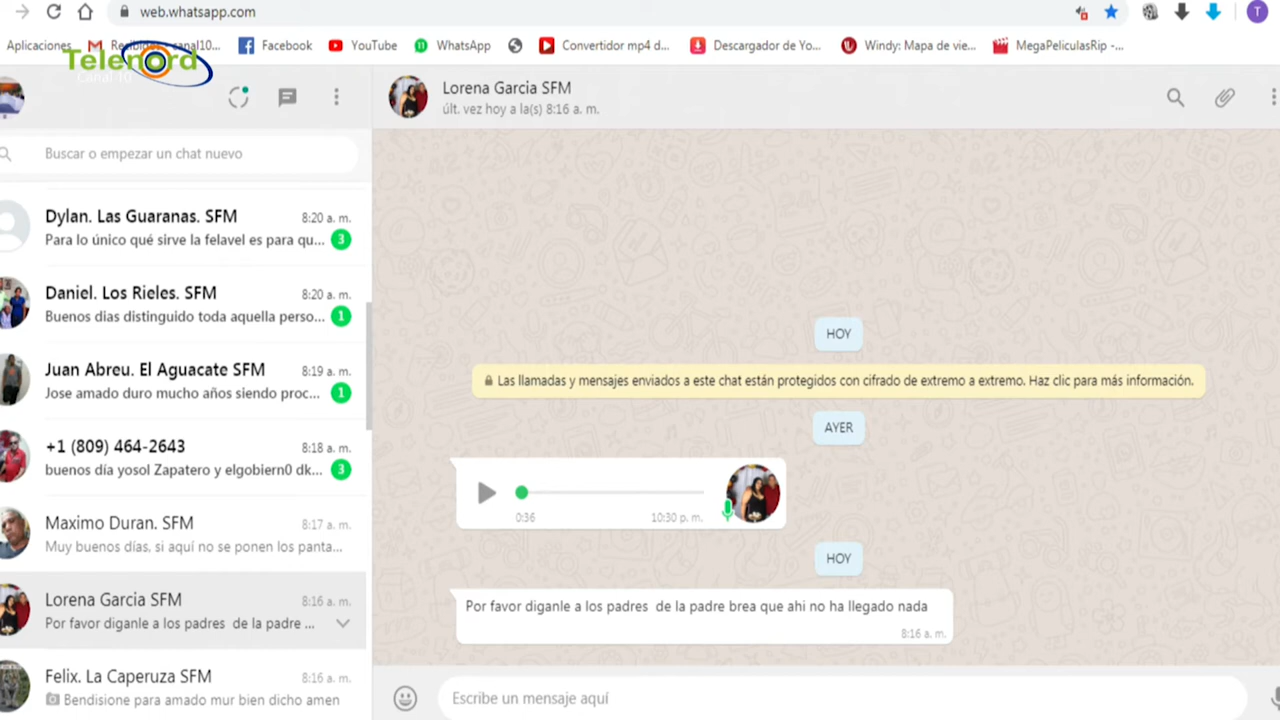 web.whatsapp.com
T
Aplicaciones
Recibidos canal10...
Facebook
YouTube
WhatsApp
Convertidor mp4 d...
Descargador de Yo...
Windy: Mapa de vie...
MegaPeliculasRip -...
Telenord
Canal 10
Lorena Garcia SFM
últ. vez hoy a la(s) 8:16 a. m.
Buscar o empezar un chat nuevo
Dylan. Las Guaranas. SFM 8:20 a. m.
Para lo único qué sirve la felavel es para qu... 3
Daniel. Los Rieles. SFM 8:20 a. m.
Buenos dias distinguido toda aquella perso... 1
Juan Abreu. El Aguacate SFM 8:19 a. m.
Jose amado duro mucho años siendo proc... 1
+1 (809) 464-2643 8:18 a. m.
buenos día yosol Zapatero y elgobiern0 dk... 3
Maximo Duran. SFM 8:17 a. m.
Muy buenos días, si aquí no se ponen los panta...
Lorena Garcia SFM 8:16 a. m.
Por favor diganle a los padres de la padre ...
Felix. La Caperuza SFM 8:16 a. m.
Bendisione para amado mur bien dicho amen
HOY
Las llamadas y mensajes enviados a este chat están protegidos con cifrado de extremo a extremo. Haz clic para más información.
AYER
0:36 10:30 p. m.
HOY
Por favor diganle a los padres de la padre brea que ahi no ha llegado nada
8:16 a. m.
Escribe un mensaje aquí